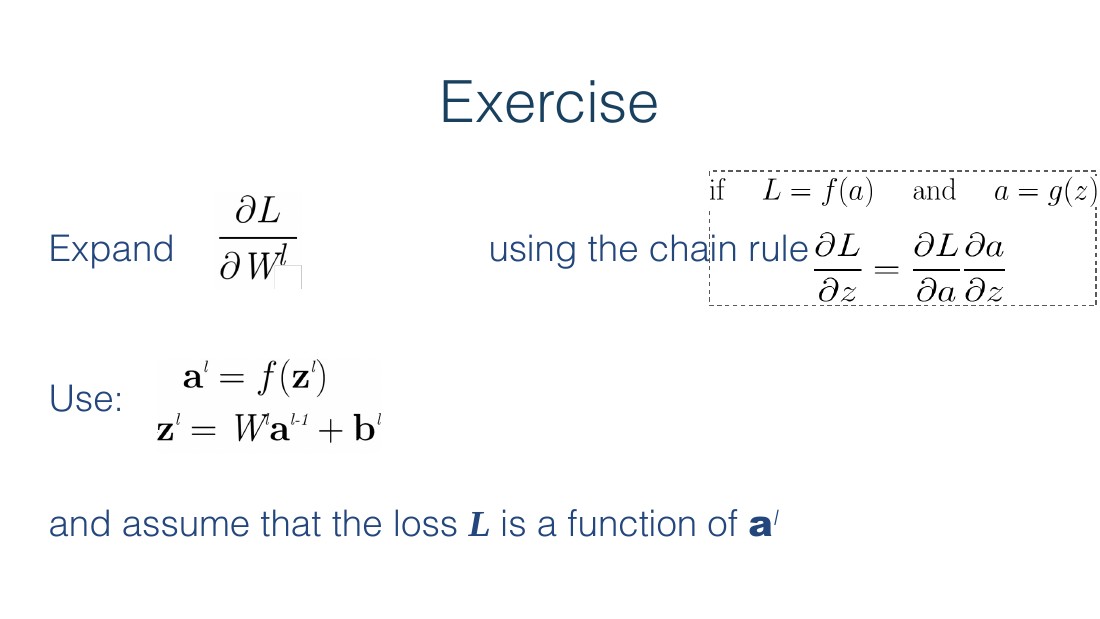 Exercise
if L = f(a) and a = g(z)
Expand ∂L/∂W^l using the chain rule ∂L/∂z = ∂L/∂a ∂a/∂z
Use: a^l = f(z^l)
z^l = W^l a^{l-1} + b^l
and assume that the loss L is a function of a^l